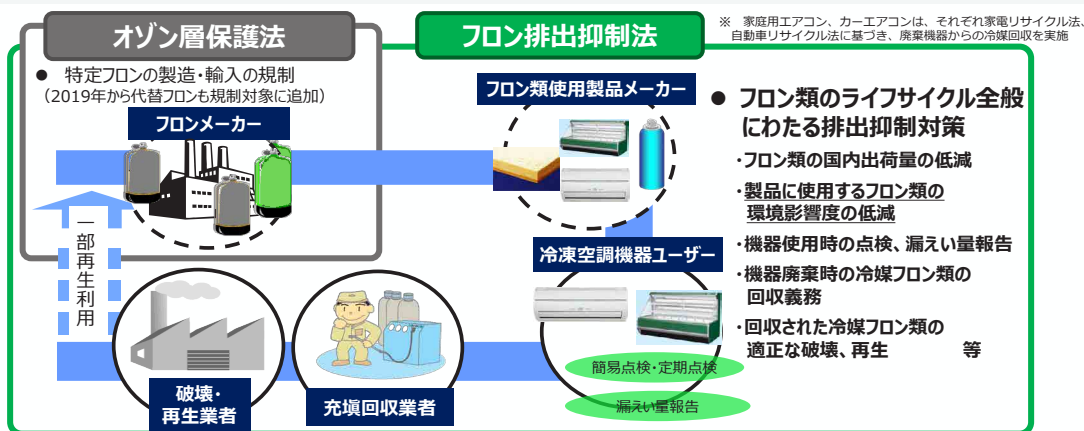 オゾン層保護法
フロン排出抑制法
※ 家庭用エアコン、カーエアコンは、それぞれ家電リサイクル法、
自動車リサイクル法に基づき、廃棄機器からの冷媒回収を実施
● 特定フロンの製造・輸入の規制
（2019年から代替フロンも規制対象に追加）
フロンメーカー
フロン類使用製品メーカー
● フロン類のライフサイクル全般
にわたる排出抑制対策
・フロン類の国内出荷量の低減
・製品に使用するフロン類の
環境影響度の低減
・機器使用時の点検、漏えい量報告
・機器廃棄時の冷媒フロン類の
回収義務
・回収された冷媒フロン類の
適正な破壊、再生 等
一部再生利用
冷凍空調機器ユーザー
簡易点検・定期点検
漏えい量報告
破壊・
再生業者
充塡回収業者